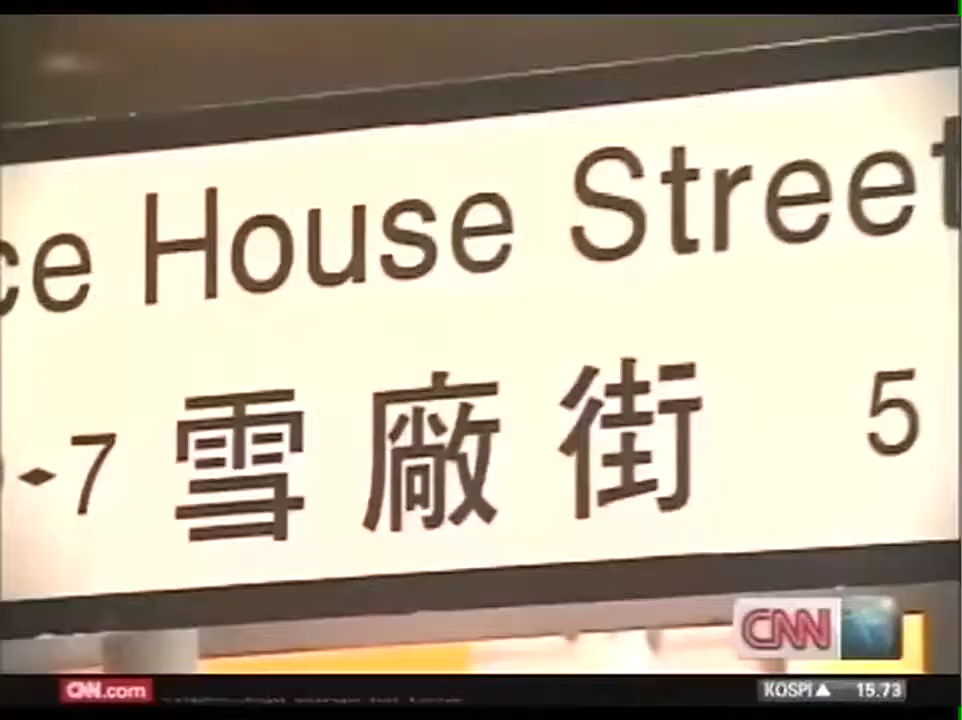 ce House Street
7 雪廠街 5
CNN
CNN.com
KOSPI▲ 15.73